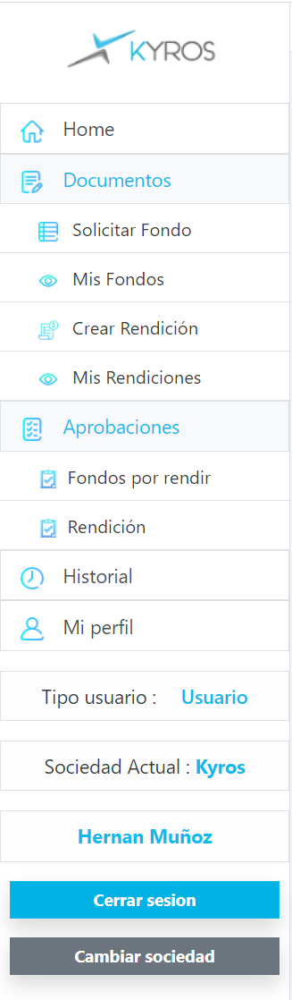 KYROS
Home
Documentos
Solicitar Fondo
Mis Fondos
Crear Rendición
Mis Rendiciones
Aprobaciones
Fondos por rendir
Rendición
Historial
Mi perfil
Tipo usuario : Usuario
Sociedad Actual : Kyros
Hernan Muñoz
Cerrar sesion
Cambiar sociedad